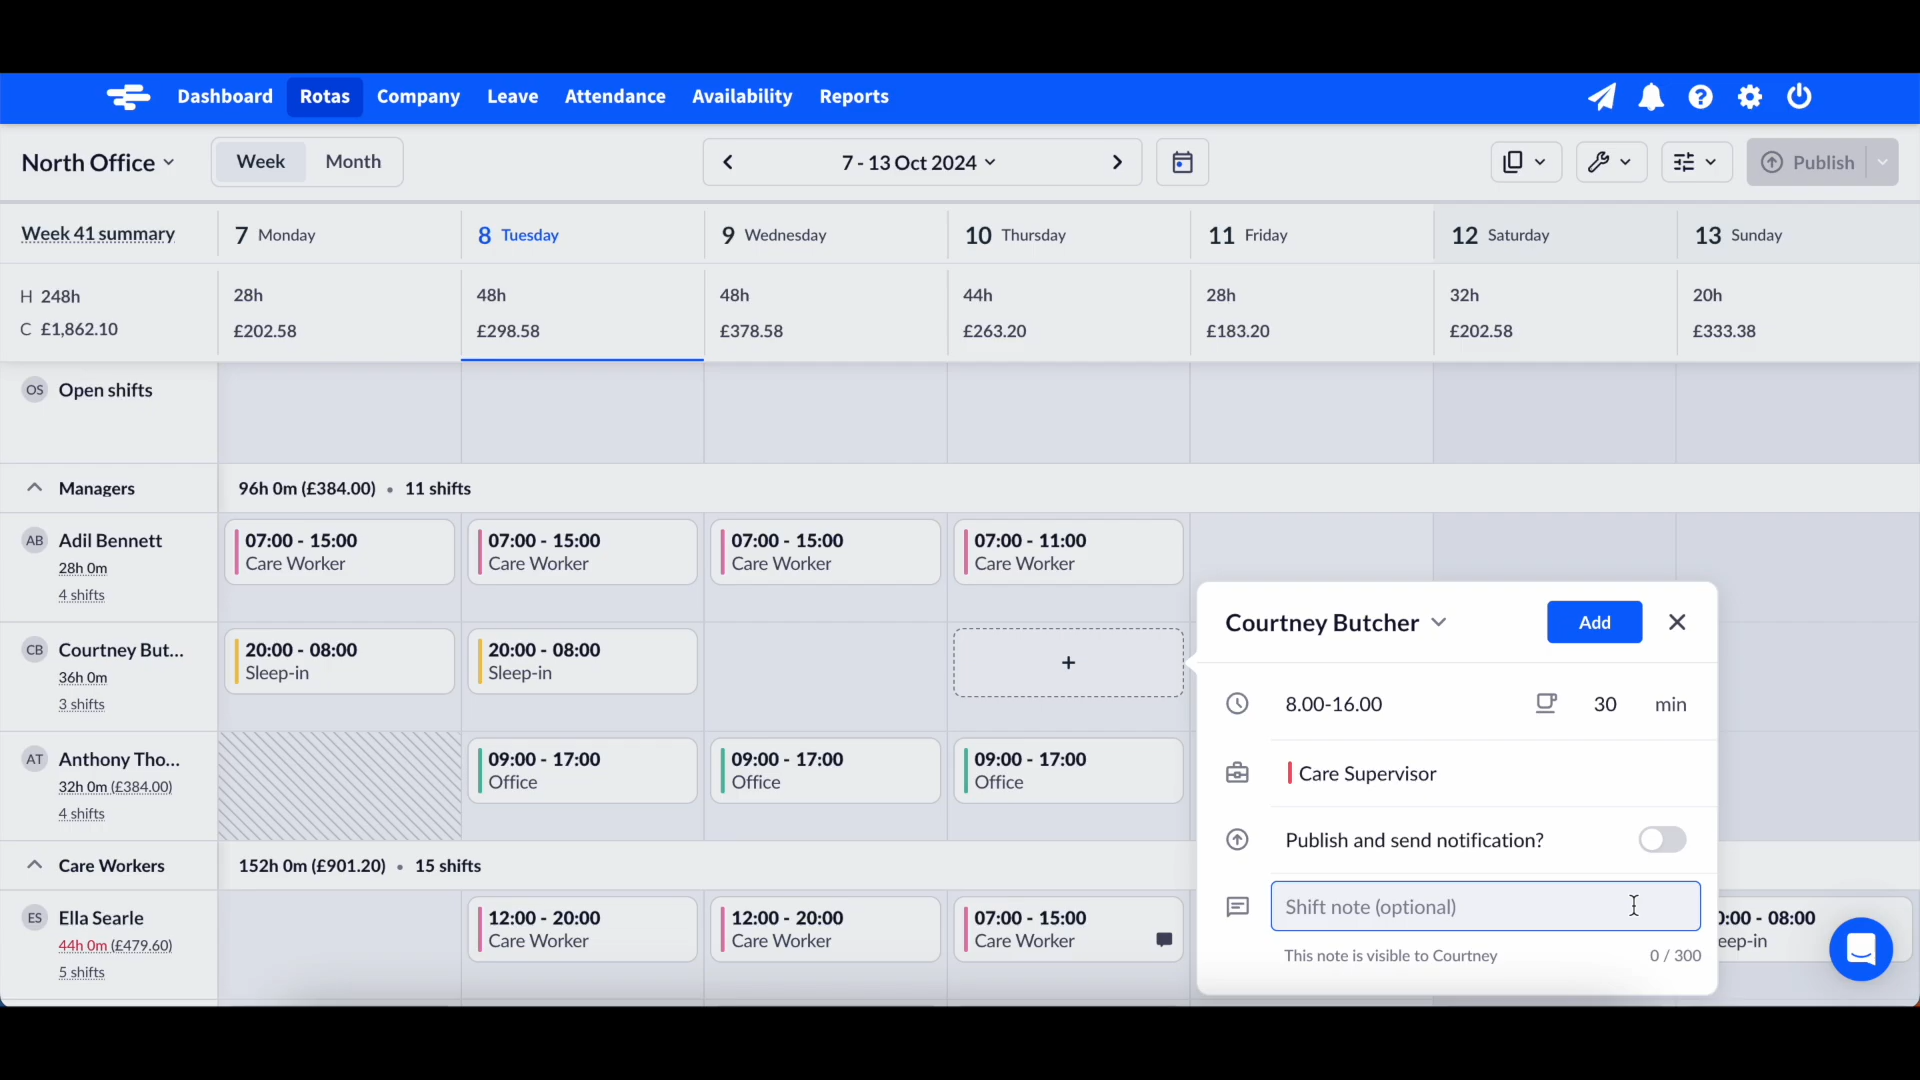 Dashboard Rotas Company Leave Attendance Availability Reports
North Office Week Month 7 - 13 Oct 2024 Publish
Week 41 summary 7 Monday 8 Tuesday 9 Wednesday 10 Thursday 11 Friday 12 Saturday 13 Sunday
H 248h 28h 48h 48h 44h 28h 32h 20h
C £1,862.10 £202.58 £298.58 £378.58 £263.20 £183.20 £202.58 £333.38
OS Open shifts
Managers 96h 0m (£384.00) • 11 shifts
AB Adil Bennett 07:00 - 15:00 07:00 - 15:00 07:00 - 15:00 07:00 - 11:00
28h 0m Care Worker Care Worker Care Worker Care Worker
4 shifts
CB Courtney But... 20:00 - 08:00 20:00 - 08:00 +
36h 0m Sleep-in Sleep-in
3 shifts
AT Anthony Tho... 09:00 - 17:00 09:00 - 17:00 09:00 - 17:00
32h 0m (£384.00) Office Office Office
4 shifts
Care Workers 152h 0m (£901.20) • 15 shifts
ES Ella Searle 12:00 - 20:00 12:00 - 20:00 07:00 - 15:00
44h 0m (£479.60) Care Worker Care Worker Care Worker
5 shifts
Courtney Butcher Add
8.00-16.00 30 min
Care Supervisor
Publish and send notification?
Shift note (optional)
This note is visible to Courtney 0 / 300
:00 - 08:00
eep-in